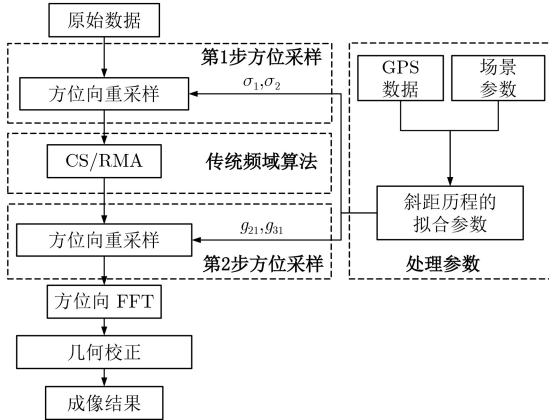 原始数据
第1步方位采样
方位向重采样
σ₁,σ₂
GPS
数据
场景
参数
CS/RMA
传统频域算法
斜距历程的
拟合参数
方位向重采样
g₂₁,g₃₁
第2步方位采样
处理参数
方位向 FFT
几何校正
成像结果